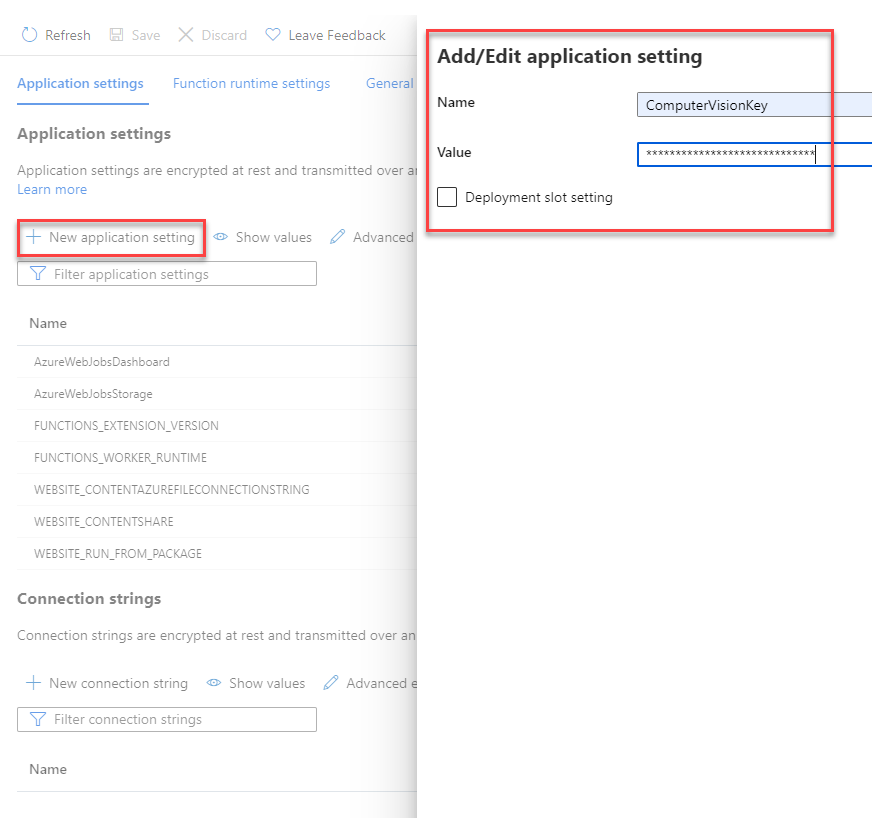 Refresh Save Discard Leave Feedback
Application settings Function runtime settings General
Application settings
Application settings are encrypted at rest and transmitted over an
Learn more
New application setting Show values Advanced
Filter application settings
Name
AzureWebJobsDashboard
AzureWebJobsStorage
FUNCTIONS_EXTENSION_VERSION
FUNCTIONS_WORKER_RUNTIME
WEBSITE_CONTENTAZUREFILECONNECTIONSTRING
WEBSITE_CONTENTSHARE
WEBSITE_RUN_FROM_PACKAGE
Connection strings
Connection strings are encrypted at rest and transmitted over an
New connection string Show values Advanced e
Filter connection strings
Name
Add/Edit application setting
Name ComputerVisionKey
Value *****************************
Deployment slot setting